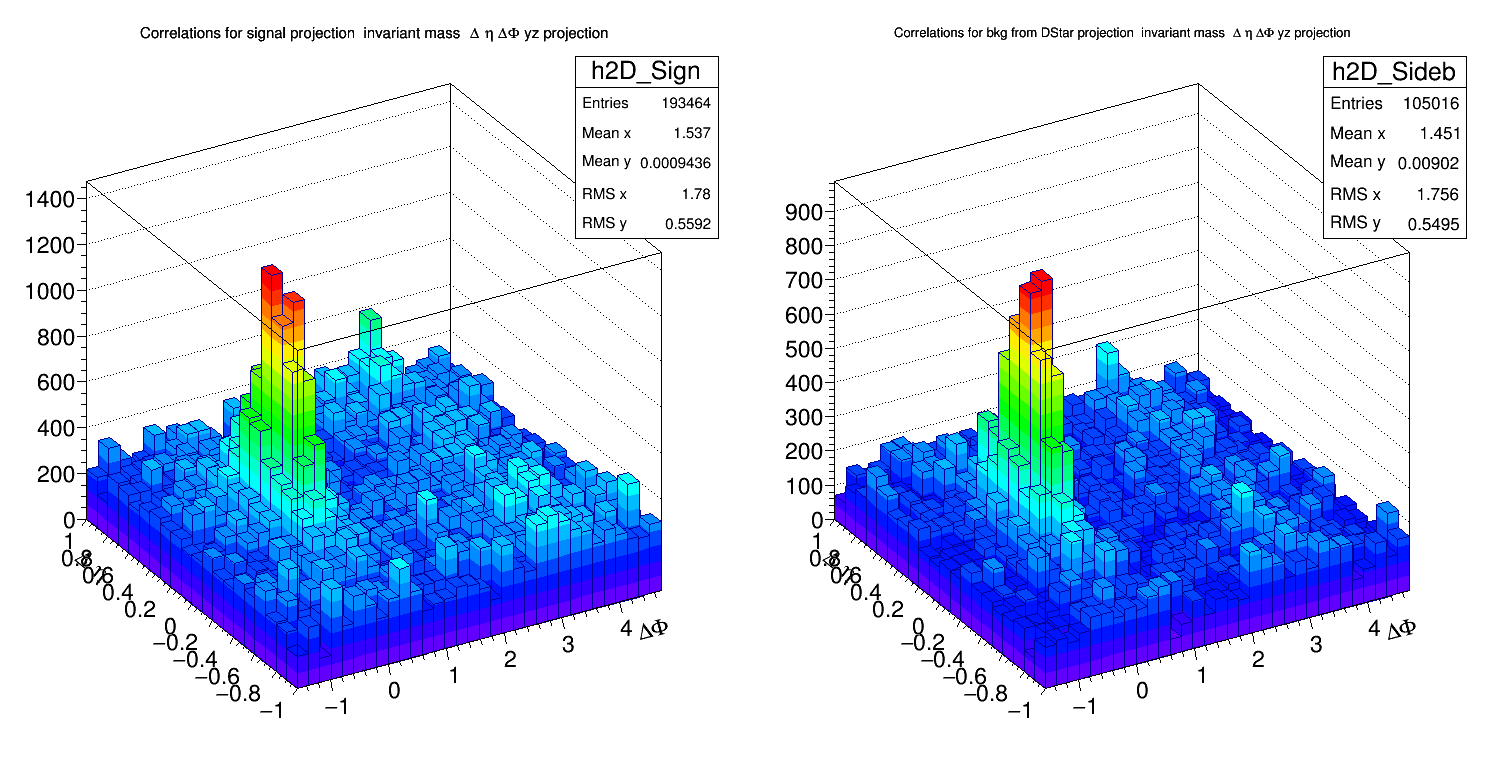 Correlations for signal projection invariant mass Δ η ΔΦ yz projection
h2D_Sign
Entries 193464
Mean x 1.537
Mean y 0.0009436
RMS x 1.78
RMS y 0.5592
1400
1200
1000
800
600
400
200
0
1
0.8
Δ η
0.6
0.4
0.2
0
−0.2
−0.4
−0.6
−0.8
−1
−1
0
1
2
3
4
ΔΦ
Correlations for bkg from DStar projection invariant mass Δ η ΔΦ yz projection
h2D_Sideb
Entries 105016
Mean x 1.451
Mean y 0.00902
RMS x 1.756
RMS y 0.5495
900
800
700
600
500
400
300
200
100
0
1
0.8
Δ η
0.6
0.4
0.2
0
−0.2
−0.4
−0.6
−0.8
−1
−1
0
1
2
3
4
ΔΦ